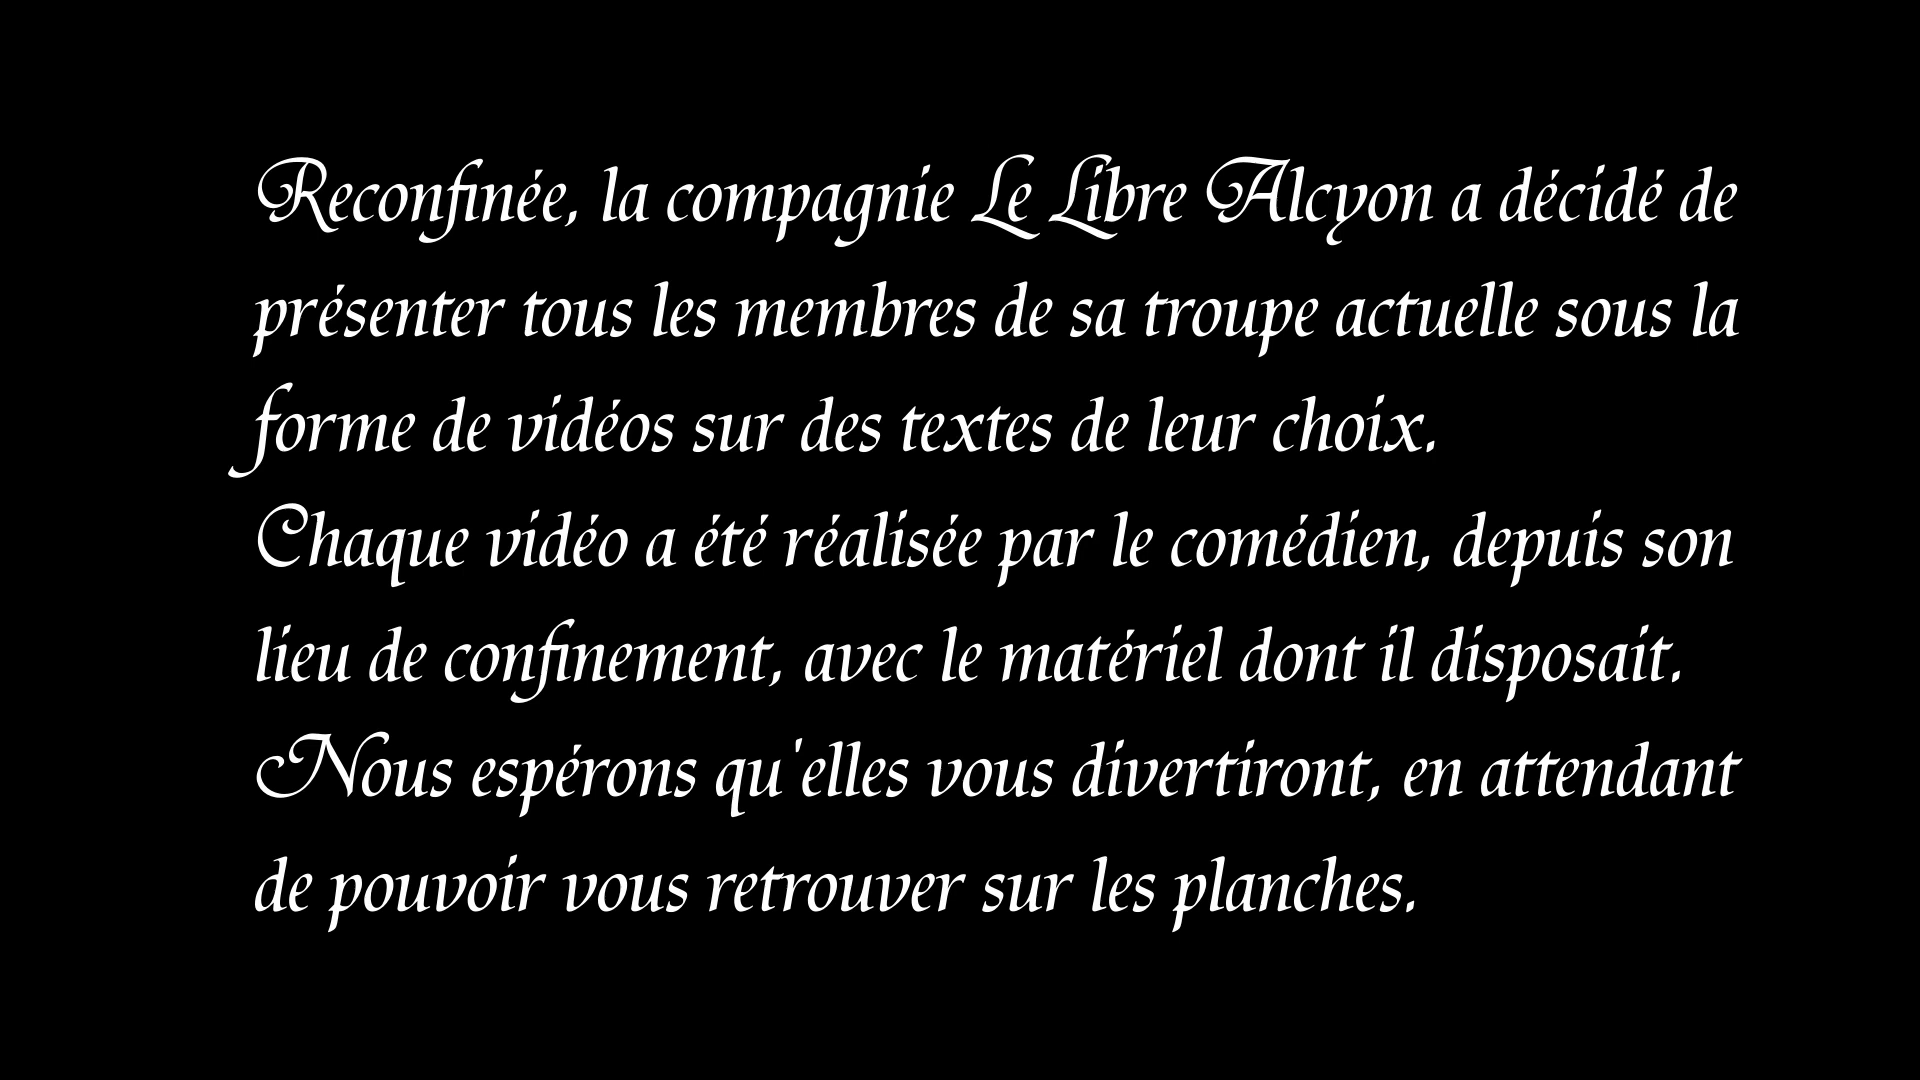 Reconfinée, la compagnie Le Libre Alcyon a décidé de
présenter tous les membres de sa troupe actuelle sous la
forme de vidéos sur des textes de leur choix.
Chaque vidéo a été réalisée par le comédien, depuis son
lieu de confinement, avec le matériel dont il disposait.
Nous espérons qu'elles vous divertiront, en attendant
de pouvoir vous retrouver sur les planches.